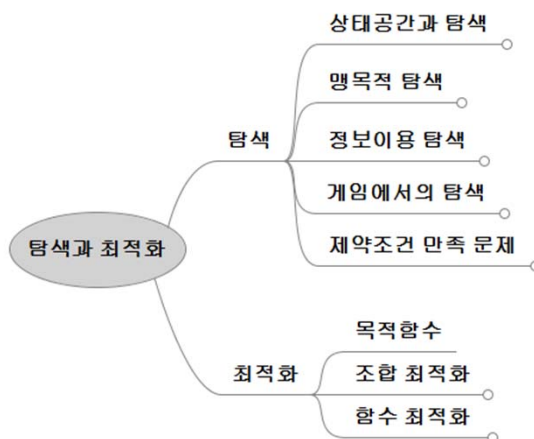 상태공간과 탐색
맹목적 탐색
탐색
정보이용 탐색
게임에서의 탐색
탐색과 최적화
제약조건 만족 문제
목적함수
최적화
조합 최적화
함수 최적화